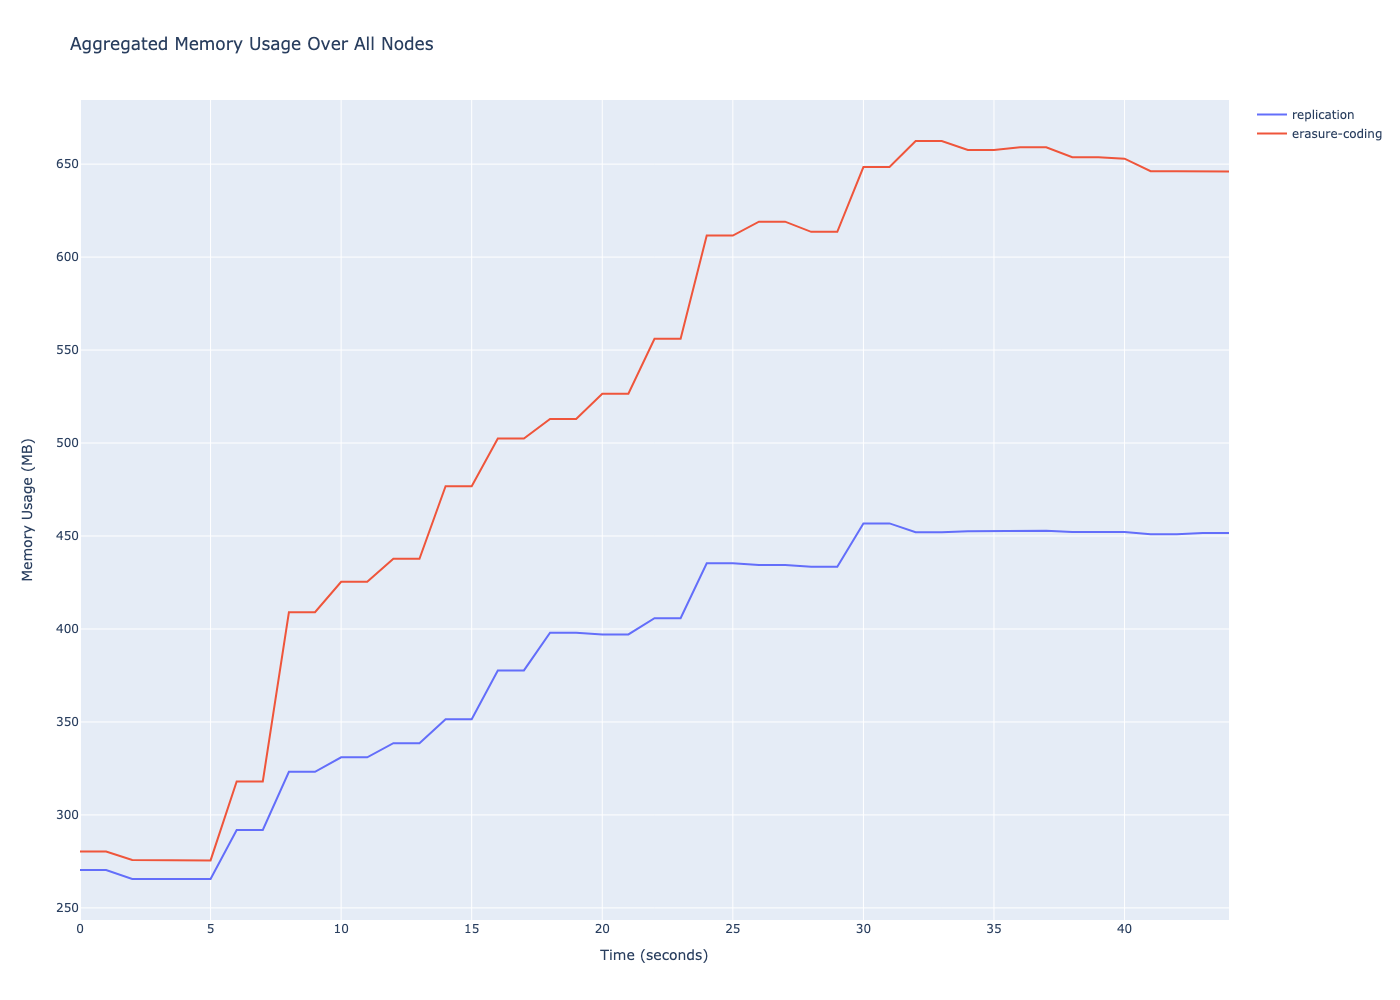 Aggregated Memory Usage Over All Nodes
replication
erasure-coding
650
600
550
500
450
400
350
300
250
Memory Usage (MB)
0 5 10 15 20 25 30 35 40
Time (seconds)